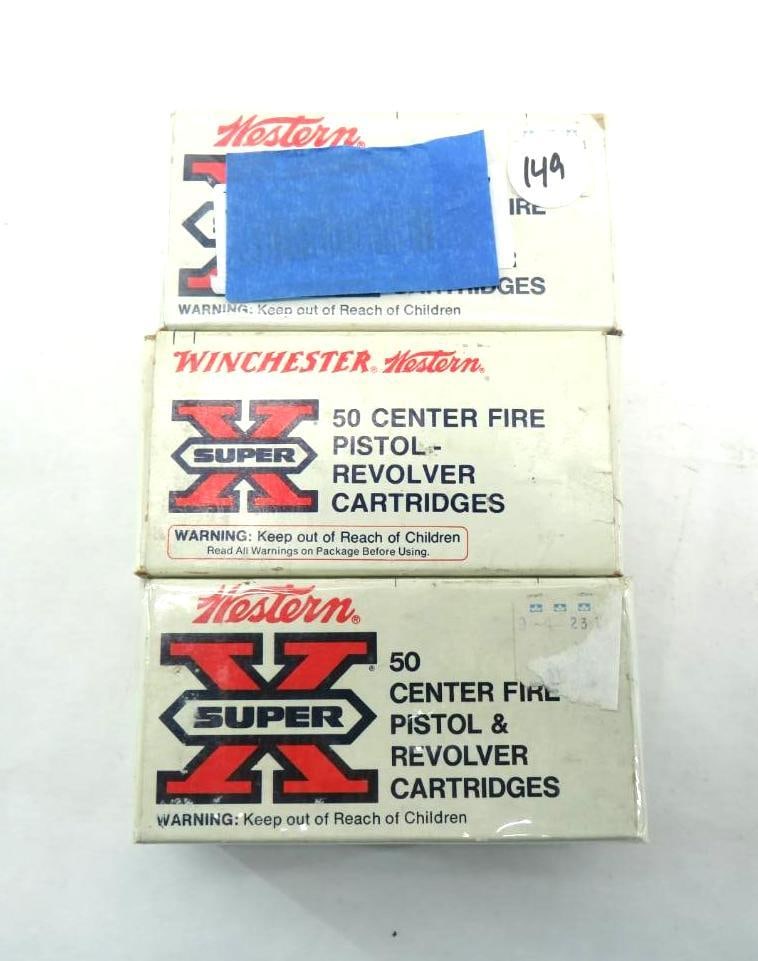 Western®
149
IRE
CARTRIDGES
WARNING: Keep out of Reach of Children
WINCHESTER® Western®
SUPER X
50 CENTER FIRE
PISTOL -
REVOLVER
CARTRIDGES
WARNING: Keep out of Reach of Children
Read All Warnings on Package Before Using.
Western®
SUPER X ®
50
CENTER FIRE
PISTOL &
REVOLVER
CARTRIDGES
WARNING: Keep out of Reach of Children